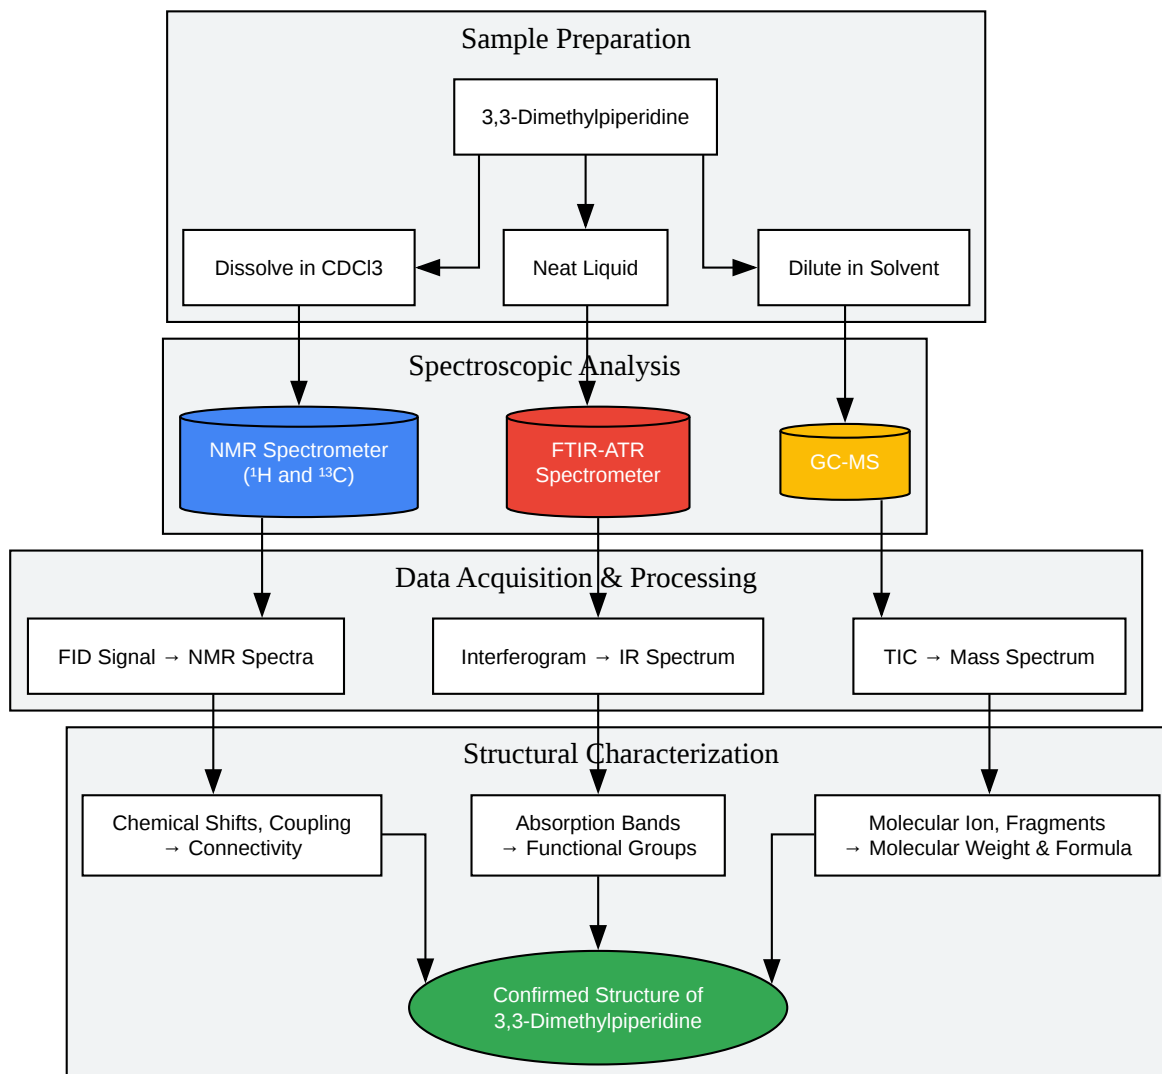 Sample Preparation
3,3-Dimethylpiperidine
Dissolve in CDCl3
Neat Liquid
Dilute in Solvent
Spectroscopic Analysis
NMR Spectrometer
(¹H and ¹³C)
FTIR-ATR
Spectrometer
GC-MS
Data Acquisition & Processing
FID Signal → NMR Spectra
Interferogram → IR Spectrum
TIC → Mass Spectrum
Structural Characterization
Chemical Shifts, Coupling
→ Connectivity
Absorption Bands
→ Functional Groups
Molecular Ion, Fragments
→ Molecular Weight & Formula
Confirmed Structure of
3,3-Dimethylpiperidine